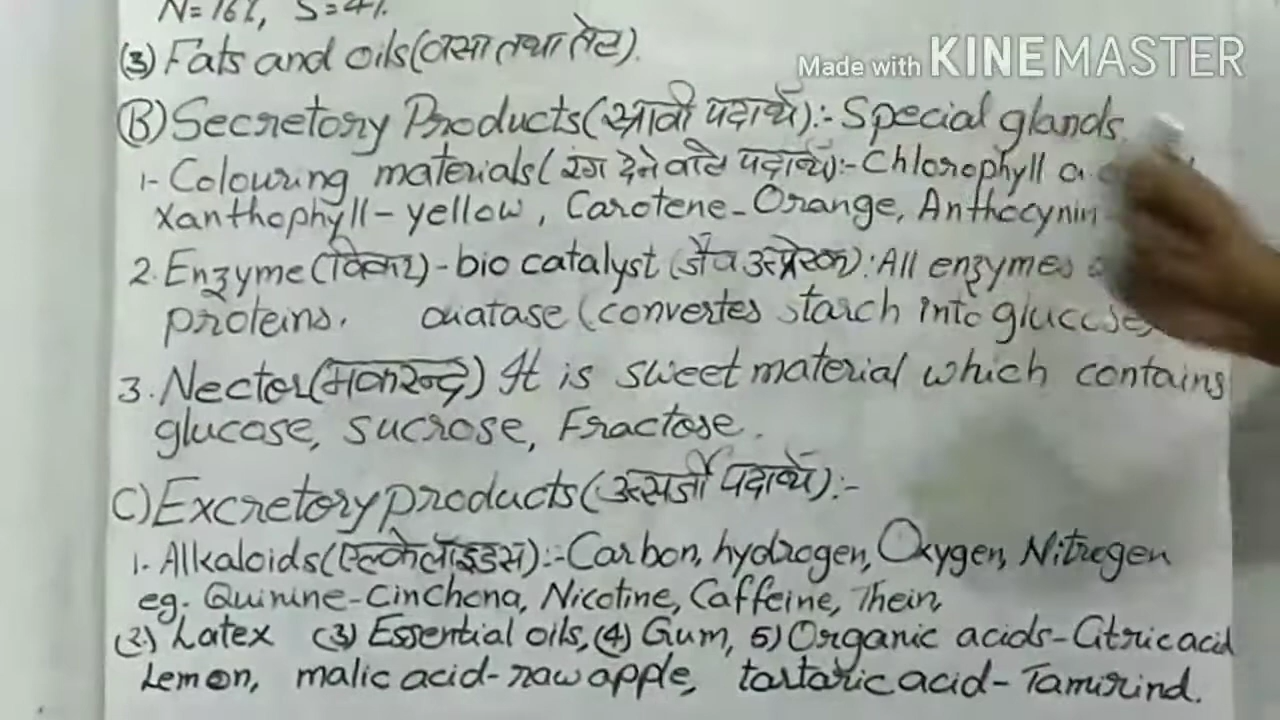 N=16%, S=4%.
(3) Fats and oils(वसा तथा तेल).
Made with KINEMASTER
(B) Secretory Products(स्रावी पदार्थ):- Special glands.
1- Colouring materials(रंग देने वाले पदार्थ):- Chlorophyll a
Xanthophyll- yellow, Carotene-Orange, Anthocynin
2. Enzyme(विकर)-bio catalyst (जैव उत्प्रेरक):All enzymes
proteins. (convertes starch into glucose)
3. Nector(मकरन्द) It is sweet material which contains
glucose, sucrose, Fractose.
C) Excretory products(उत्सर्जी पदार्थ):-
1. Alkaloids(एल्केलॉइडस):-Carbon, hydrogen, Oxygen, Nitrogen
eg. Quinine-Cinchona, Nicotine, Caffeine, Thein,
(2.) Latex (3) Essential oils, (4) Gum, 5) Organic acids-Citric acid
Lemon, malic acid-raw apple, tartaric acid-Tamirind.